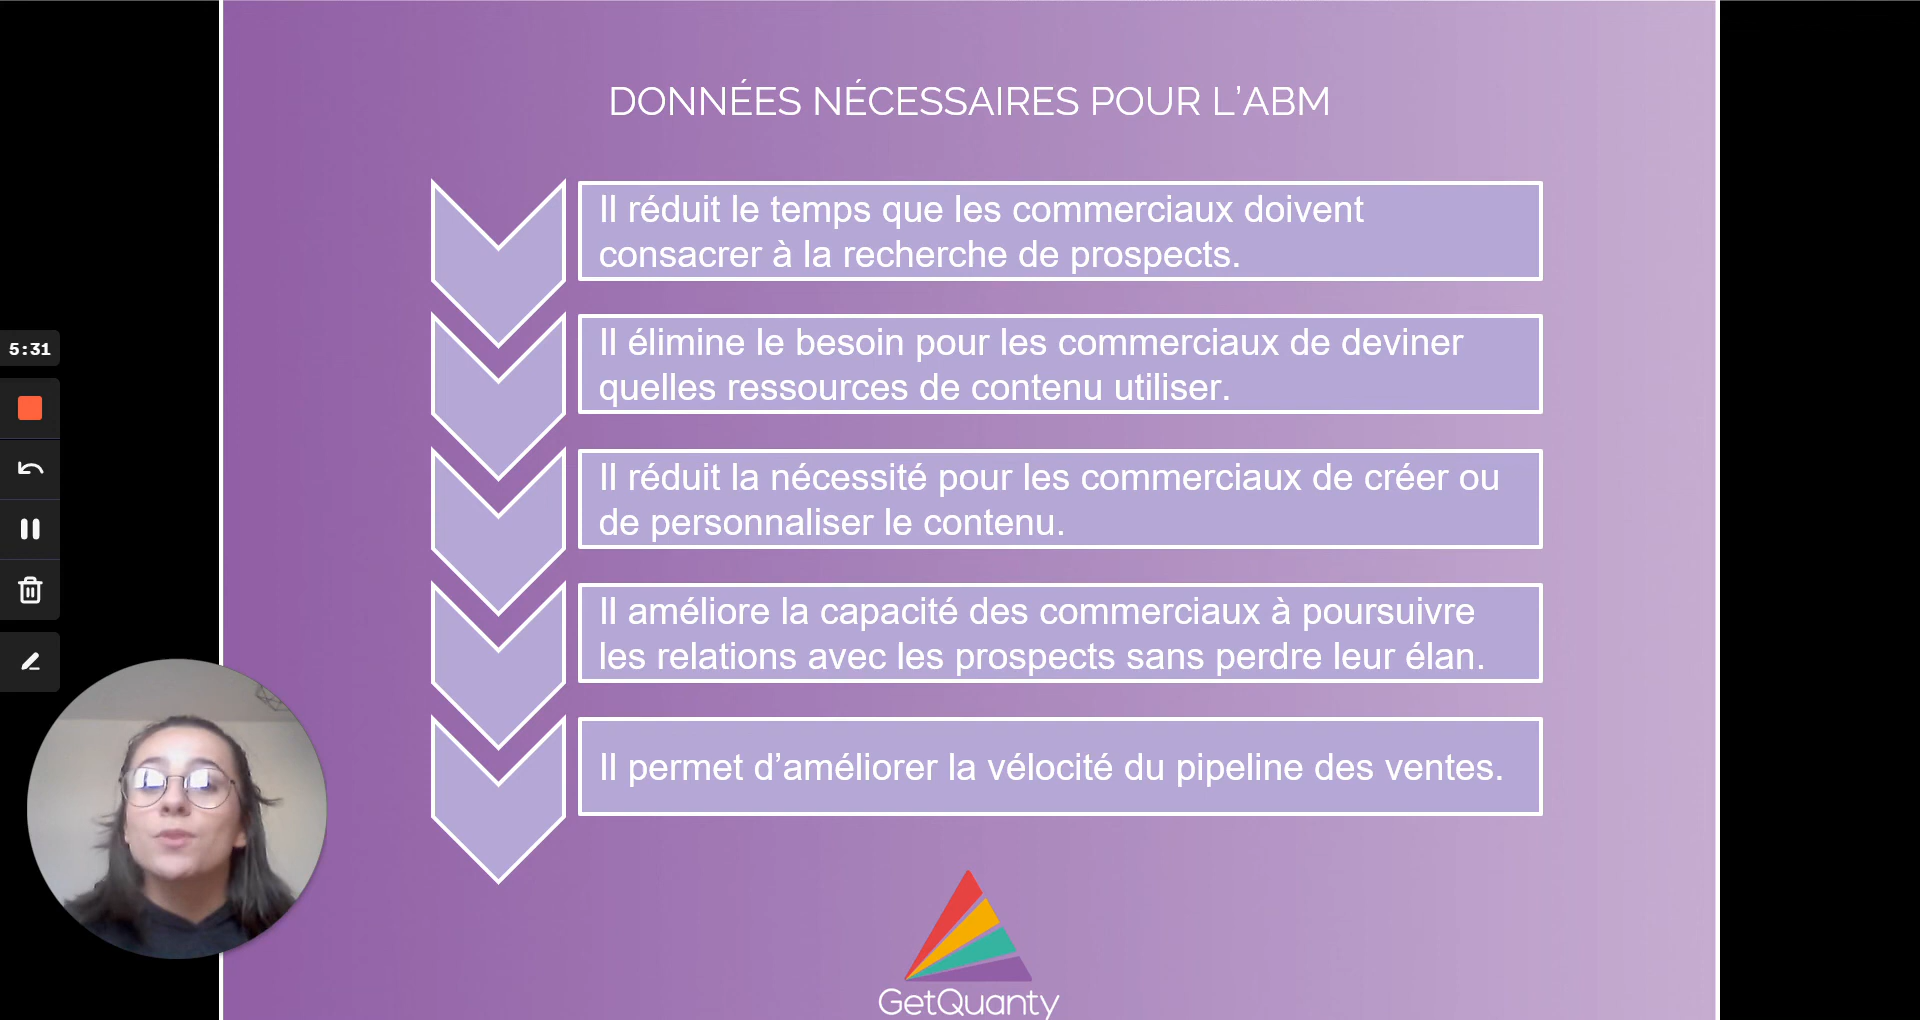 DONNÉES NÉCESSAIRES POUR L’ABM
Il réduit le temps que les commerciaux doivent
consacrer à la recherche de prospects.
Il élimine le besoin pour les commerciaux de deviner
quelles ressources de contenu utiliser.
Il réduit la nécessité pour les commerciaux de créer ou
de personnaliser le contenu.
Il améliore la capacité des commerciaux à poursuivre
les relations avec les prospects sans perdre leur élan.
Il permet d’améliorer la vélocité du pipeline des ventes.
5:31
GetQuanty